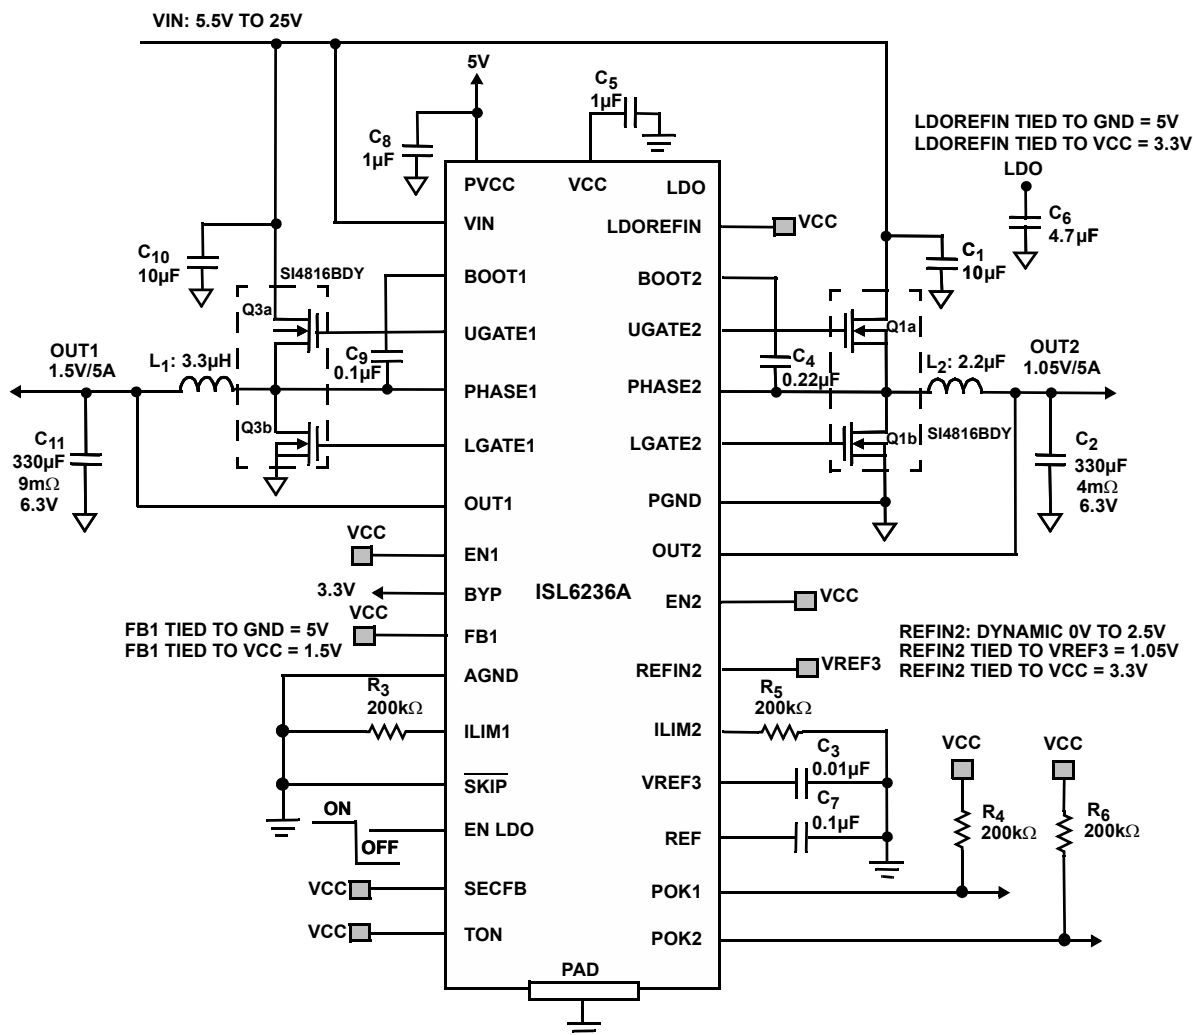 VIN: 5.5V TO 25V
5V
C5
1µF
C8
1µF
LDOREFIN TIED TO GND = 5V
LDOREFIN TIED TO VCC = 3.3V
LDO
C6
4.7µF
PVCC
VCC
LDO
VIN
LDOREFIN
VCC
C10
10µF
SI4816BDY
BOOT1
BOOT2
C1
10µF
Q3a
UGATE1
UGATE2
Q1a
OUT1
1.5V/5A
L1: 3.3µH
C9
0.1µF
PHASE1
PHASE2
C4
0.22µF
L2: 2.2µF
OUT2
1.05V/5A
Q3b
LGATE1
LGATE2
Q1b
SI4816BDY
C11
330µF
9mΩ
6.3V
C2
330µF
4mΩ
6.3V
OUT1
PGND
OUT2
VCC
EN1
3.3V
BYP
ISL6236A
EN2
VCC
VCC
FB1
FB1 TIED TO GND = 5V
FB1 TIED TO VCC = 1.5V
REFIN2: DYNAMIC 0V TO 2.5V
REFIN2 TIED TO VREF3 = 1.05V
REFIN2 TIED TO VCC = 3.3V
AGND
REFIN2
VREF3
R3
200kΩ
ILIM1
ILIM2
R5
200kΩ
SKIP
VREF3
C3
0.01µF
VCC
VCC
ON
OFF
EN LDO
REF
C7
0.1µF
R4
200kΩ
R6
200kΩ
VCC
SECFB
POK1
VCC
TON
POK2
PAD